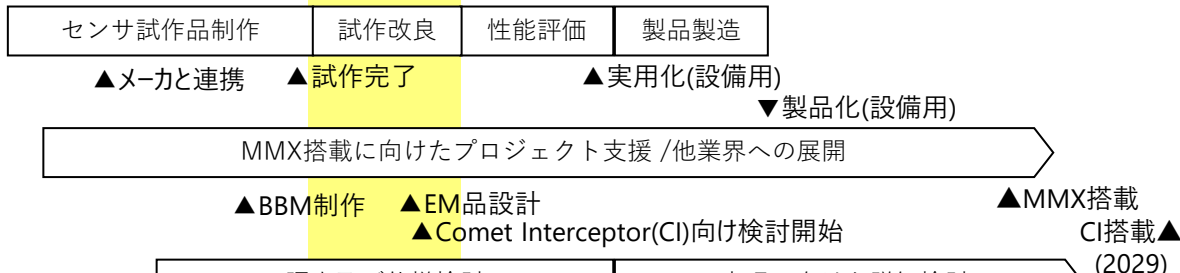 センサ試作品制作 試作改良 性能評価 製品製造
▲メーカと連携 ▲試作完了 ▲実用化(設備用)
▼製品化(設備用)
MMX搭載に向けたプロジェクト支援 /他業界への展開
▲BBM制作 ▲EM品設計 ▲MMX搭載
▲Comet Interceptor(CI)向け検討開始 CI搭載▲
(2029)